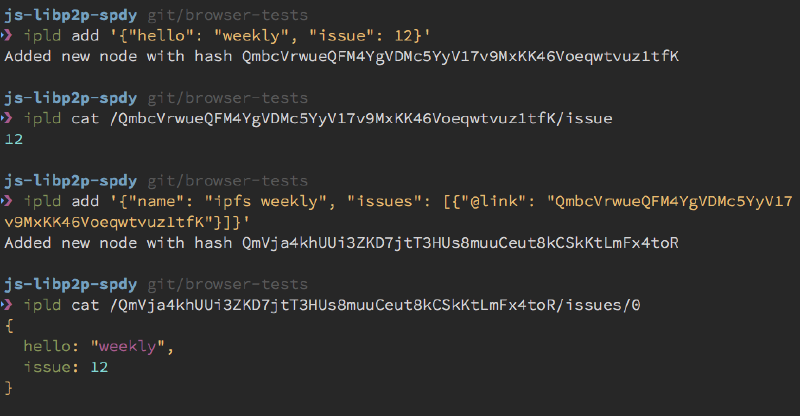 js-libp2p-spdy git/browser-tests
❯ ipld add '{"hello": "weekly", "issue": 12}'
Added new node with hash QmbcVrwueQFM4YgVDMc5YyV17v9MxKK46Voeqwtvuz1tfK
js-libp2p-spdy git/browser-tests
❯ ipld cat /QmbcVrwueQFM4YgVDMc5YyV17v9MxKK46Voeqwtvuz1tfK/issue
12
js-libp2p-spdy git/browser-tests
❯ ipld add '{"name": "ipfs weekly", "issues": [{"@link": "QmbcVrwueQFM4YgVDMc5YyV17
v9MxKK46Voeqwtvuz1tfK"}]}'
Added new node with hash QmVja4khUUi3ZKD7jtT3HUs8muuCeut8kCSkKtLmFx4toR
js-libp2p-spdy git/browser-tests
❯ ipld cat /QmVja4khUUi3ZKD7jtT3HUs8muuCeut8kCSkKtLmFx4toR/issues/0
{
hello: "weekly",
issue: 12
}